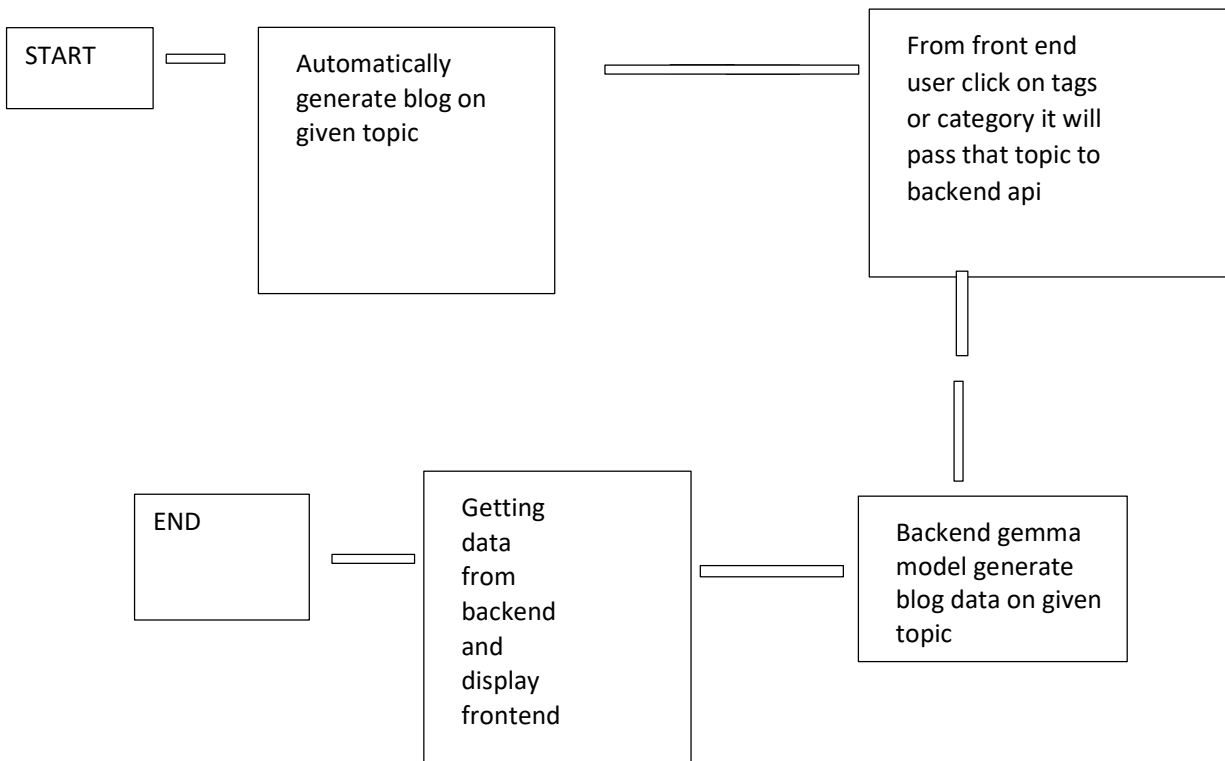 START
Automatically
generate blog on
given topic
From front end
user click on tags
or category it will
pass that topic to
backend api
Backend gemma
model generate
blog data on given
topic
Getting
data
from
backend
and
display
frontend
END